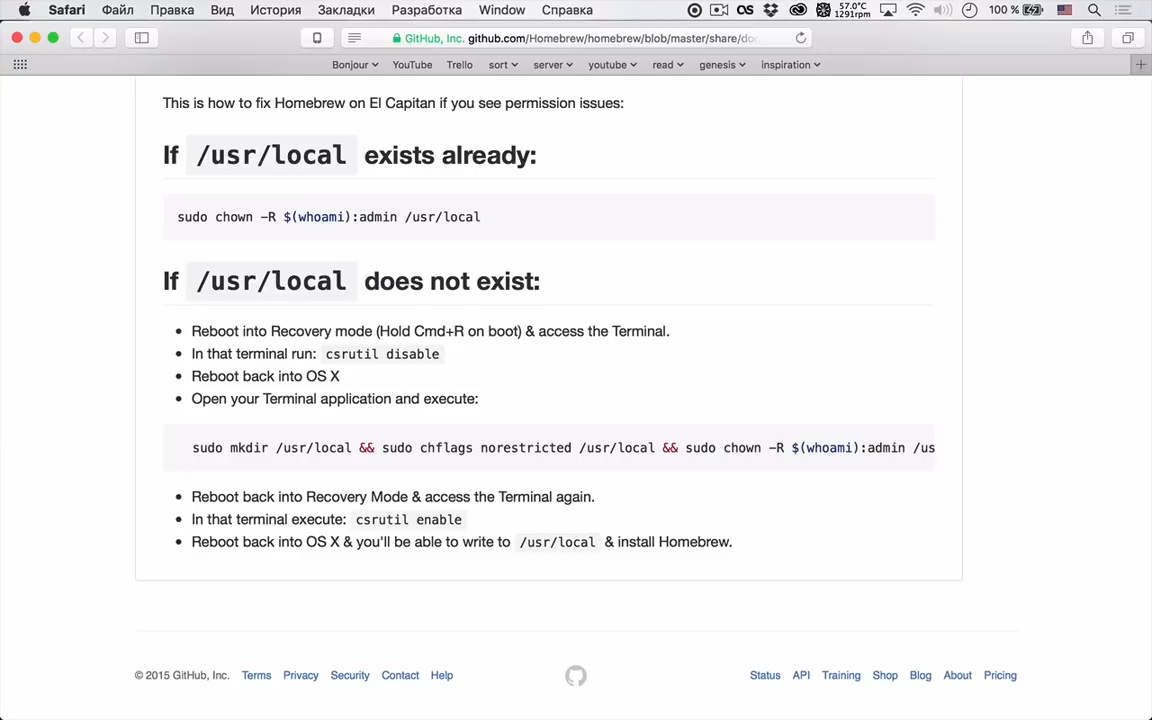 Safari Файл Правка Вид История Закладки Разработка Window Справка 57.0°C 1291rpm 100 %
GitHub, Inc. github.com/Homebrew/homebrew/blob/master/share/doc
Bonjour YouTube Trello sort server youtube read genesis inspiration
This is how to fix Homebrew on El Capitan if you see permission issues:
If /usr/local exists already:
sudo chown -R $(whoami):admin /usr/local
If /usr/local does not exist:
• Reboot into Recovery mode (Hold Cmd+R on boot) & access the Terminal.
• In that terminal run: csrutil disable
• Reboot back into OS X
• Open your Terminal application and execute:
sudo mkdir /usr/local && sudo chflags norestricted /usr/local && sudo chown -R $(whoami):admin /us
• Reboot back into Recovery Mode & access the Terminal again.
• In that terminal execute: csrutil enable
• Reboot back into OS X & you'll be able to write to /usr/local & install Homebrew.
© 2015 GitHub, Inc. Terms Privacy Security Contact Help Status API Training Shop Blog About Pricing